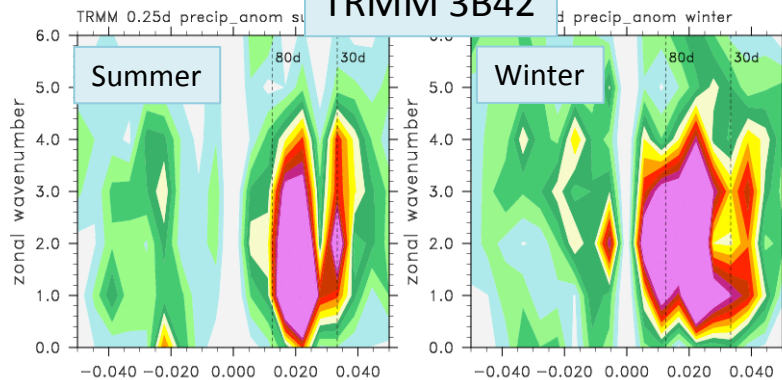 TRMM 3B42
TRMM 0.25d precip_anom su
precip_anom winter
Summer
Winter
80d
30d
80d
30d
zonal wavenumber
6.0
5.0
4.0
3.0
2.0
1.0
0.0
-0.040 -0.020 0.000 0.020 0.040
zonal wavenumber
5.0
4.0
3.0
2.0
1.0
0.0
-0.040 -0.020 0.000 0.020 0.040